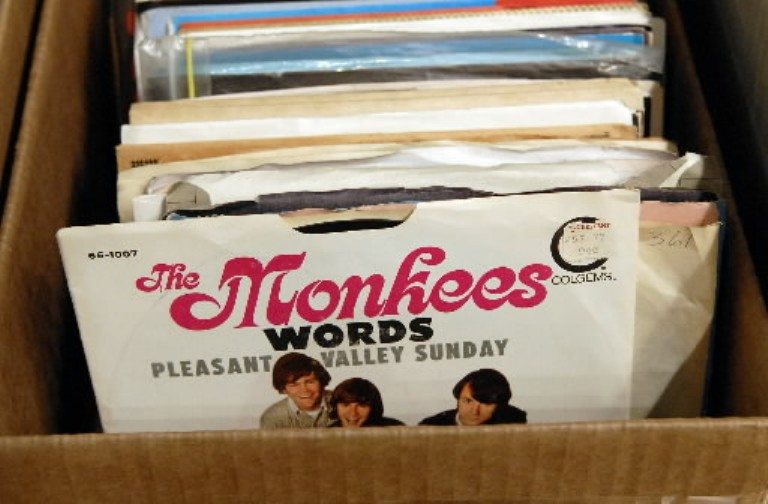 66-1007
The Monkees
COLGEMS
WORDS
PLEASANT VALLEY SUNDAY